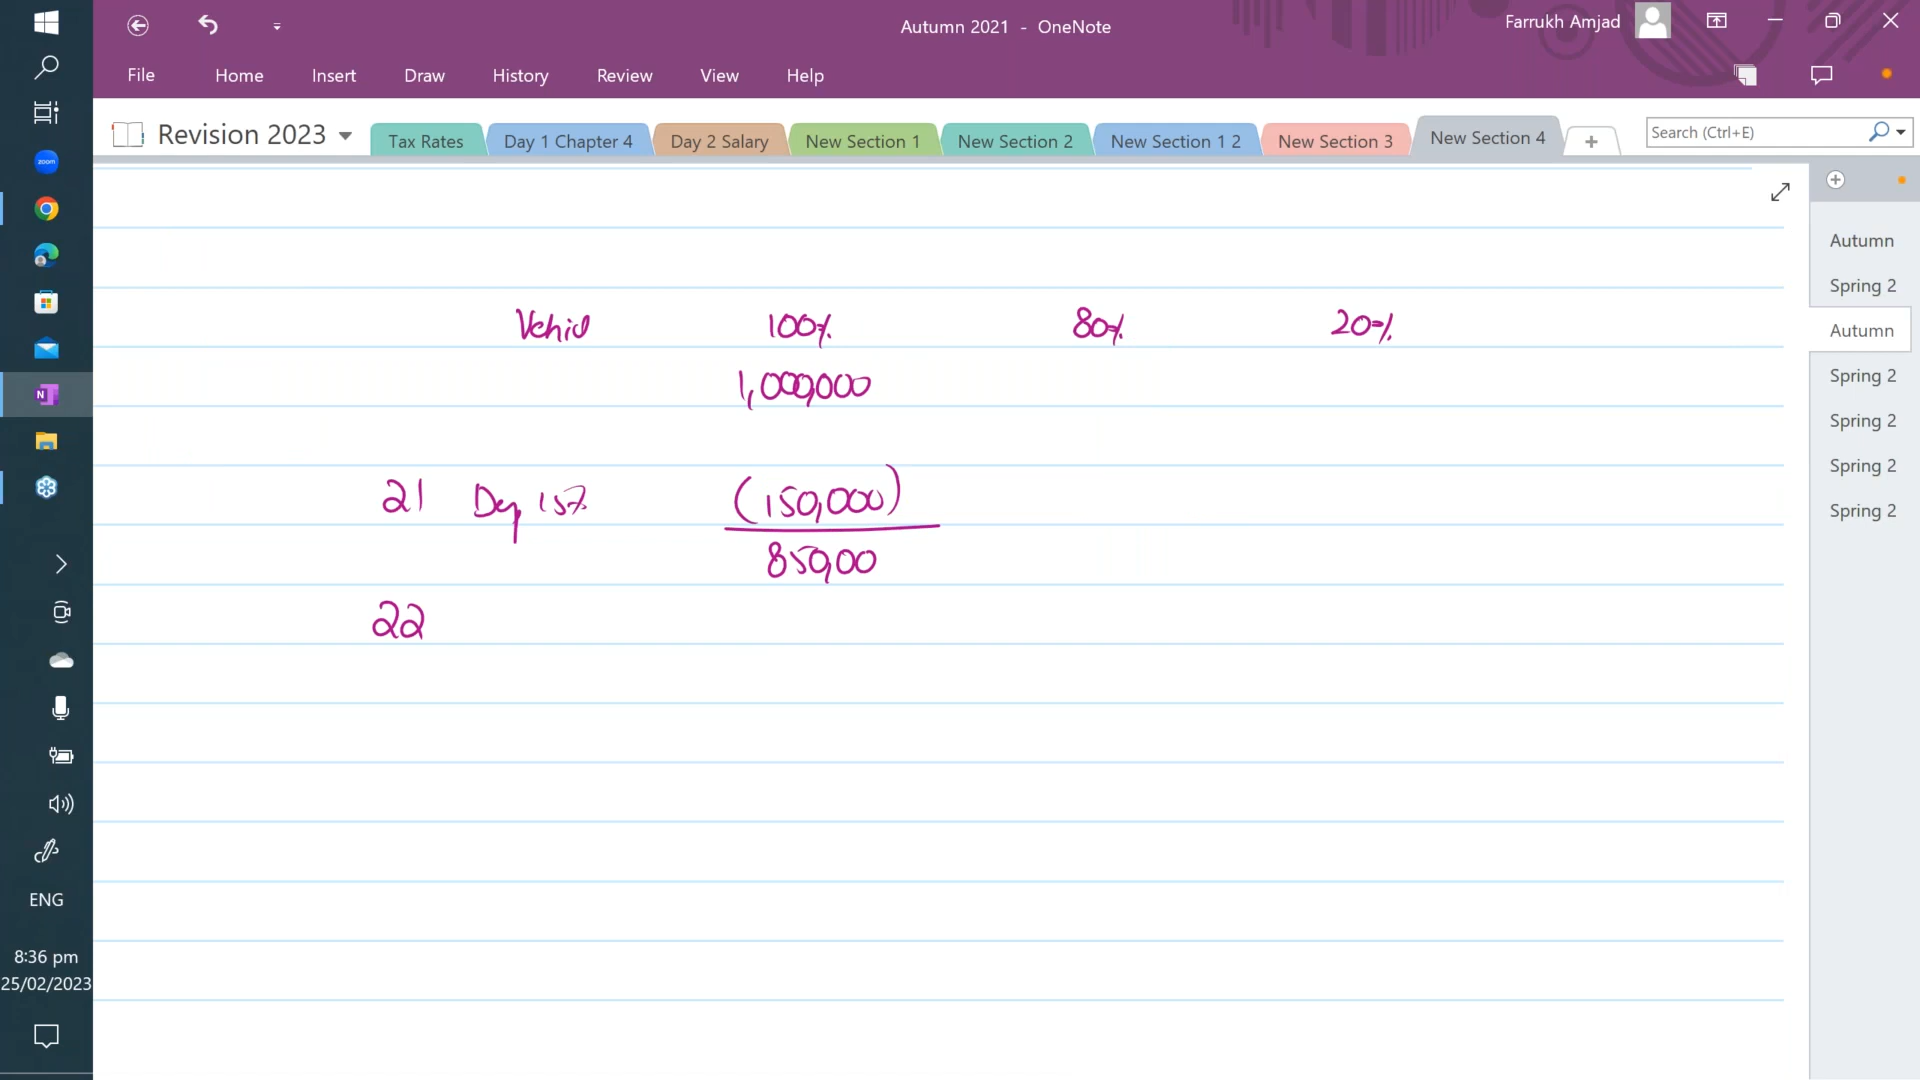 Autumn 2021 - OneNote
Farrukh Amjad
File Home Insert Draw History Review View Help
Revision 2023
Tax Rates
Day 1 Chapter 4
Day 2 Salary
New Section 1
New Section 2
New Section 1 2
New Section 3
New Section 4
Search (Ctrl+E)
zoom
N
Autumn
Spring 2
Autumn
Spring 2
Spring 2
Spring 2
Spring 2
100% 80% 20%
1,000,000
21 Dep 15% (150,000)
850,00
22
ENG
8:36 pm
25/02/2023